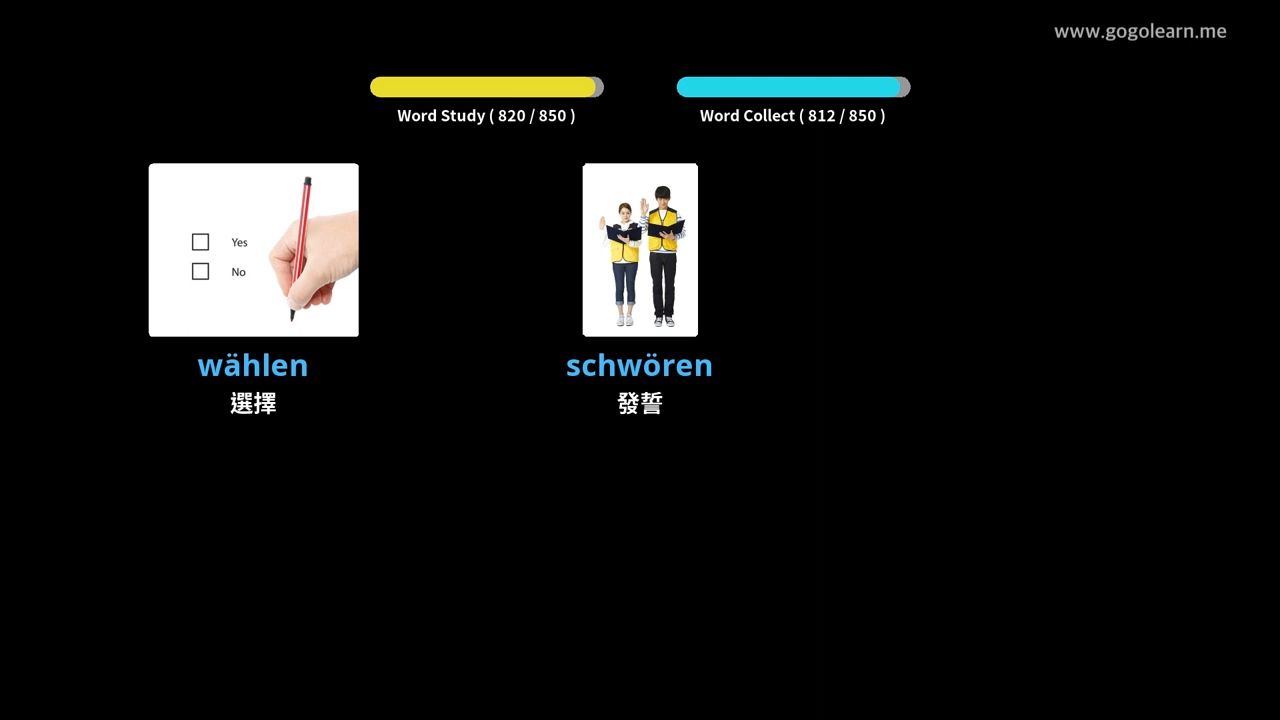 www.gogolearn.me
Word Study ( 820 / 850 )
Word Collect ( 812 / 850 )
Yes
No
wählen
選擇
schwören
發誓